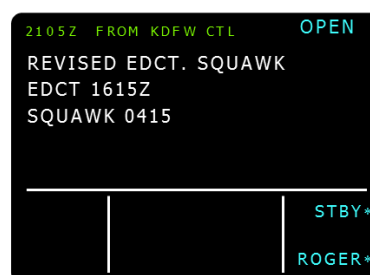 2105Z FROM KDFW CTL OPEN
REVISED EDCT. SQUAWK
EDCT 1615Z
SQUAWK 0415
STBY*
ROGER*